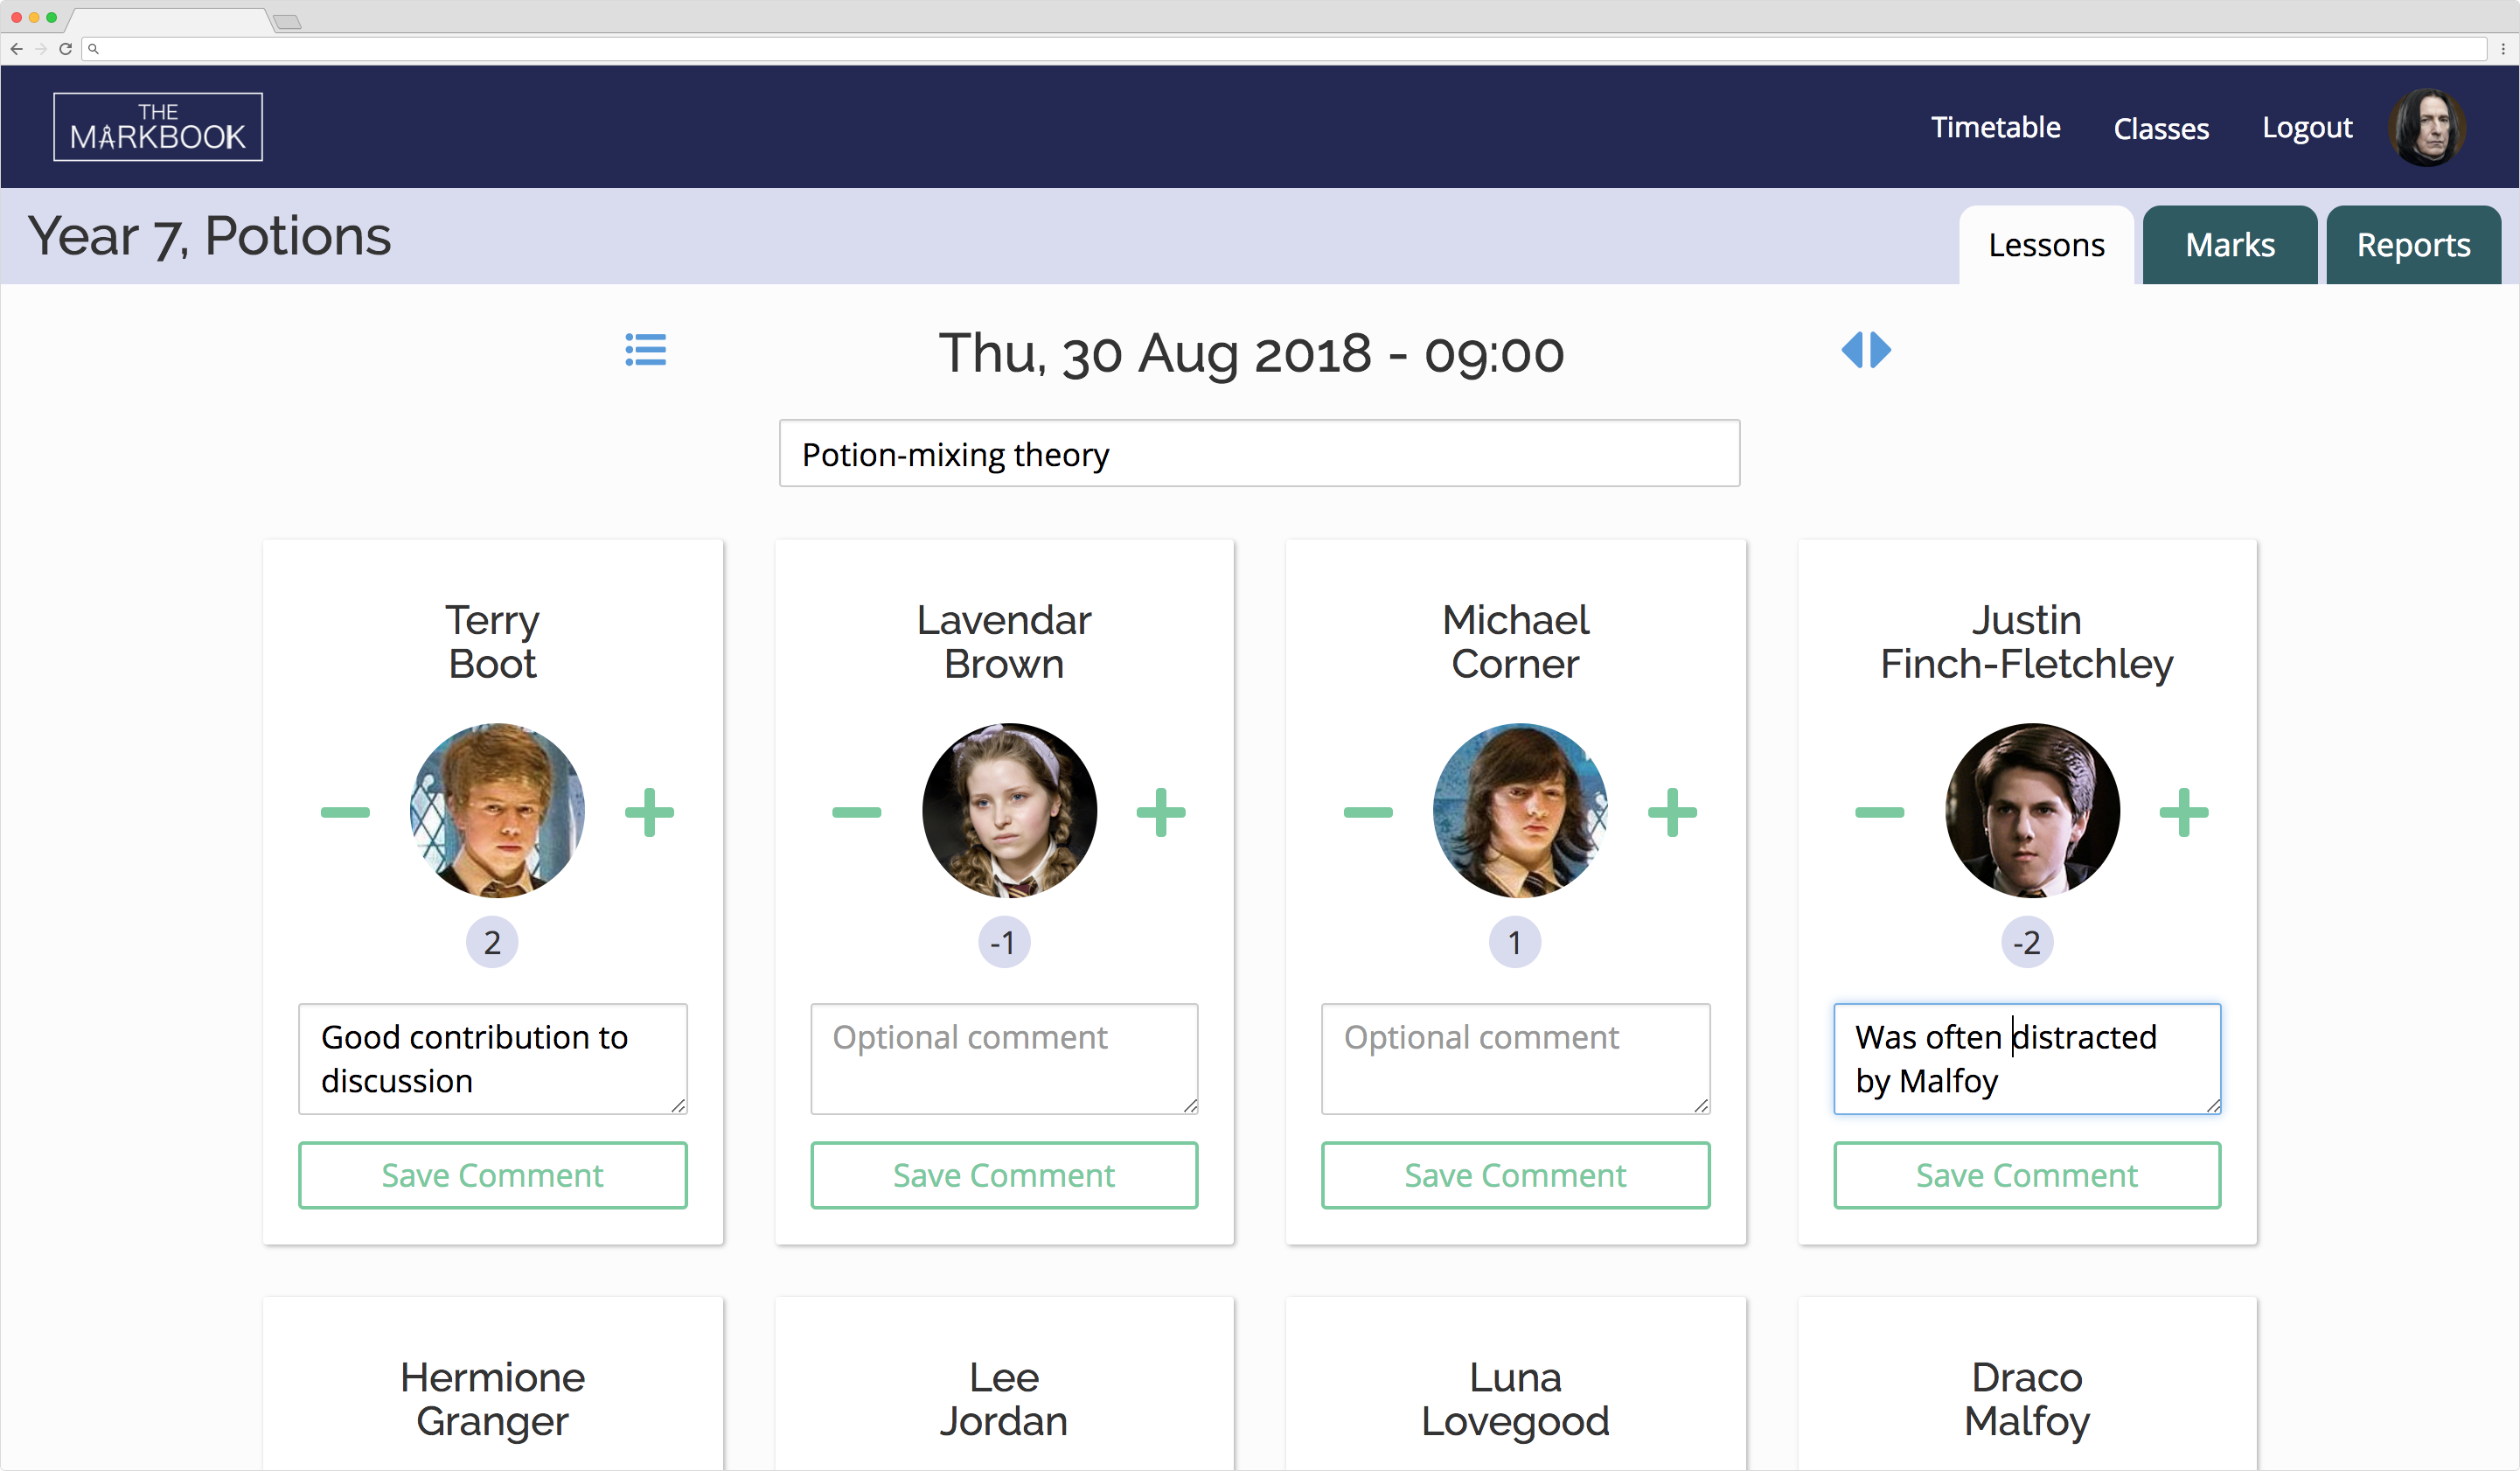 THE
MARKBOOK
Timetable Classes Logout
Year 7, Potions
Lessons Marks Reports
Thu, 30 Aug 2018 - 09:00
Potion-mixing theory
Terry
Boot
2
Good contribution to
discussion
Save Comment
Lavendar
Brown
-1
Optional comment
Save Comment
Michael
Corner
1
Optional comment
Save Comment
Justin
Finch-Fletchley
-2
Was often distracted
by Malfoy
Save Comment
Hermione
Granger
Lee
Jordan
Luna
Lovegood
Draco
Malfoy